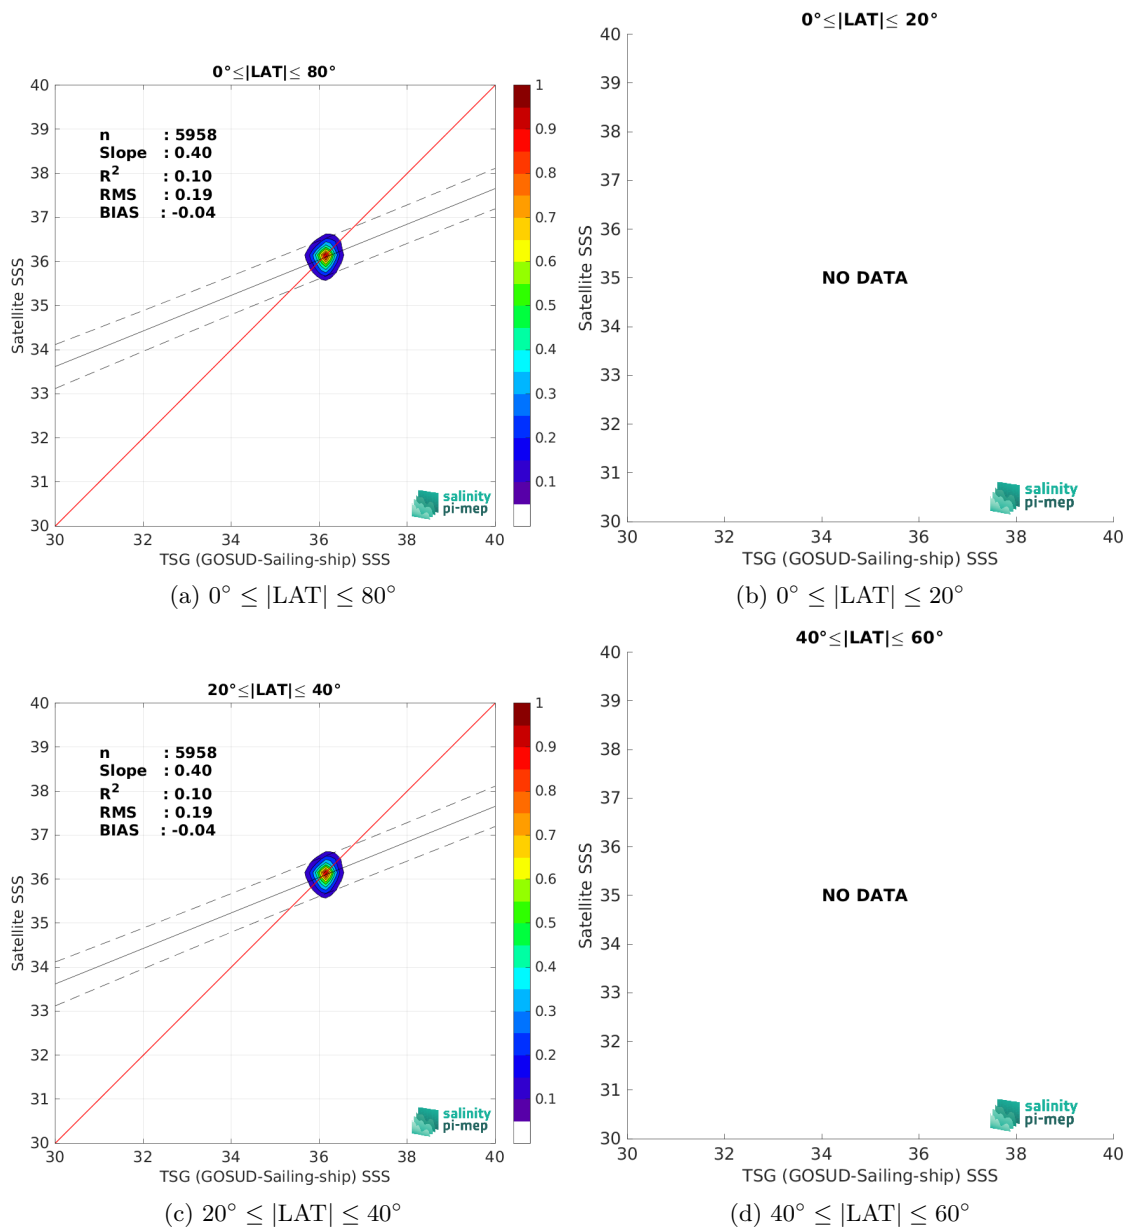 0°≤|LAT|≤ 80°
40
39
38
37
36
35
34
33
32
31
30
Satellite SSS
n : 5958
Slope : 0.40
R² : 0.10
RMS : 0.19
BIAS : -0.04
salinity
pi-mep
30 32 34 36 38 40
TSG (GOSUD-Sailing-ship) SSS
1
0.9
0.8
0.7
0.6
0.5
0.4
0.3
0.2
0.1
(a) 0° ≤ |LAT| ≤ 80°
0°≤|LAT|≤ 20°
40
39
38
37
36
35
34
33
32
31
30
Satellite SSS
NO DATA
salinity
pi-mep
30 32 34 36 38 40
TSG (GOSUD-Sailing-ship) SSS
(b) 0° ≤ |LAT| ≤ 20°
20°≤|LAT|≤ 40°
40
39
38
37
36
35
34
33
32
31
30
Satellite SSS
n : 5958
Slope : 0.40
R² : 0.10
RMS : 0.19
BIAS : -0.04
salinity
pi-mep
30 32 34 36 38 40
TSG (GOSUD-Sailing-ship) SSS
1
0.9
0.8
0.7
0.6
0.5
0.4
0.3
0.2
0.1
(c) 20° ≤ |LAT| ≤ 40°
40°≤|LAT|≤ 60°
40
39
38
37
36
35
34
33
32
31
30
Satellite SSS
NO DATA
salinity
pi-mep
30 32 34 36 38 40
TSG (GOSUD-Sailing-ship) SSS
(d) 40° ≤ |LAT| ≤ 60°